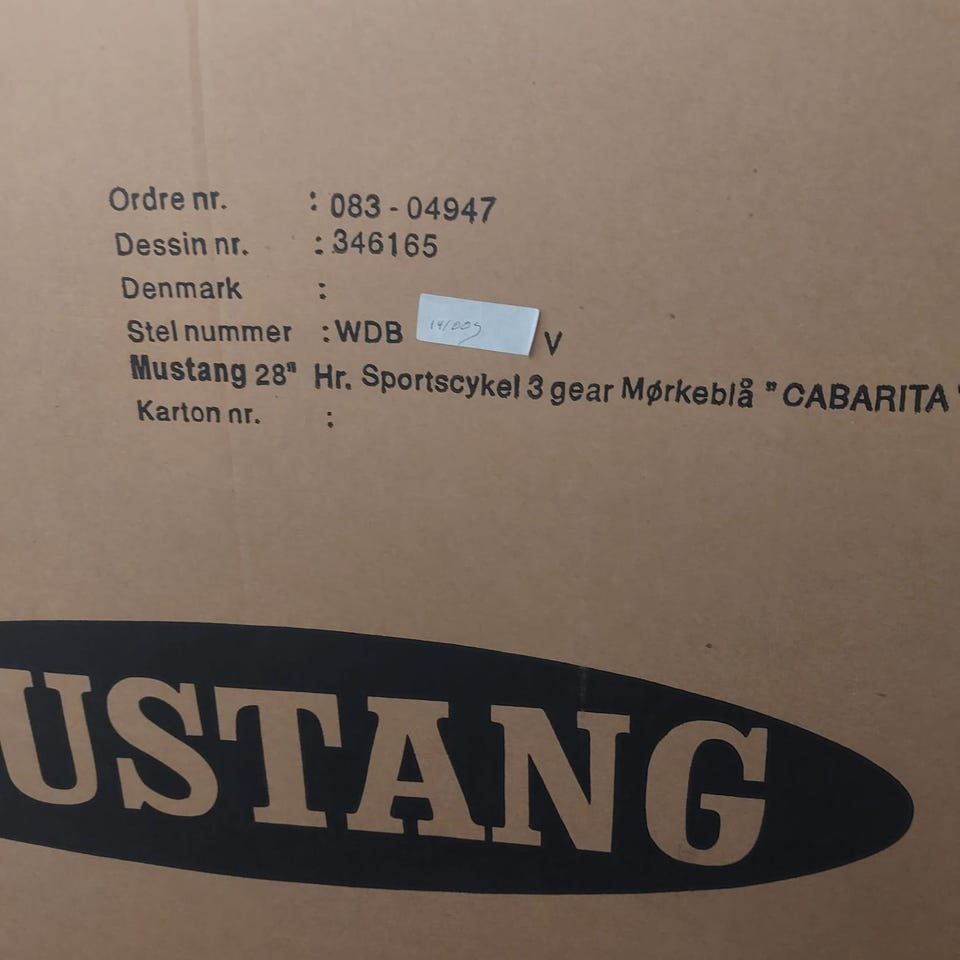 Ordre nr. : 083 - 04947
Dessin nr. : 346165
Denmark :
Stel nummer : WDB V
Mustang 28" Hr. Sportscykel 3 gear Mørkeblå "CABARITA"
Karton nr. :
USTANG